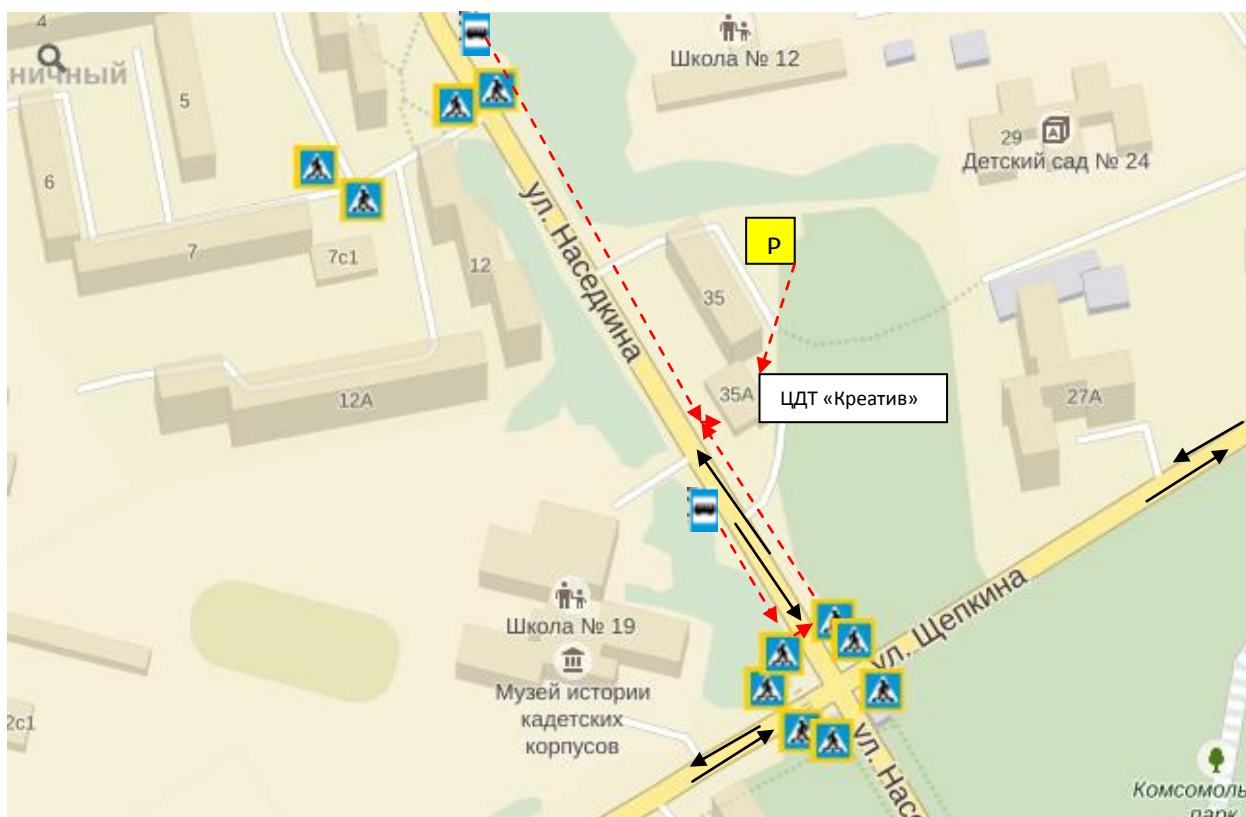 4
Школа № 12
ничный
5
29
Детский сад № 24
6
ул. Наседкина
P
7
7с1
12
35
12А
35А
ЦДТ «Креатив»
27А
Школа № 19
ул. Щепкина
Музей истории
кадетских
корпусов
2с1
ул. Насе
Комсомоль
парк